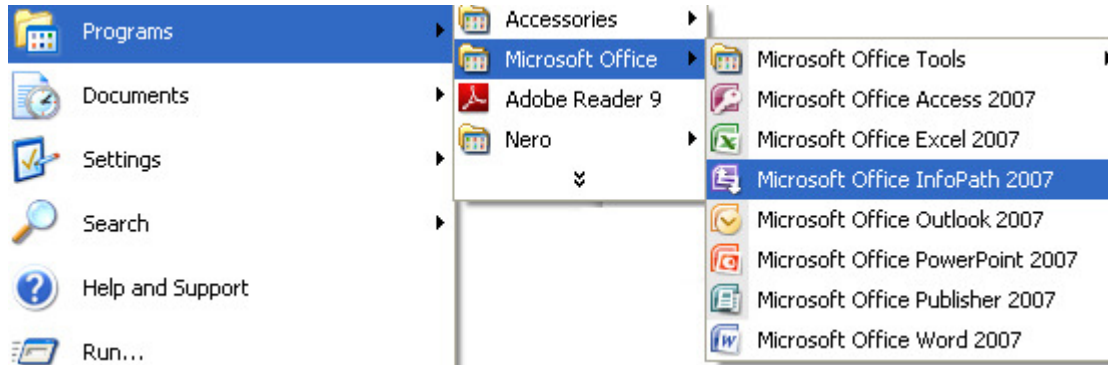 Programs
Documents
Settings
Search
Help and Support
Run...
Accessories
Microsoft Office
Adobe Reader 9
Nero
Microsoft Office Tools
Microsoft Office Access 2007
Microsoft Office Excel 2007
Microsoft Office InfoPath 2007
Microsoft Office Outlook 2007
Microsoft Office PowerPoint 2007
Microsoft Office Publisher 2007
Microsoft Office Word 2007